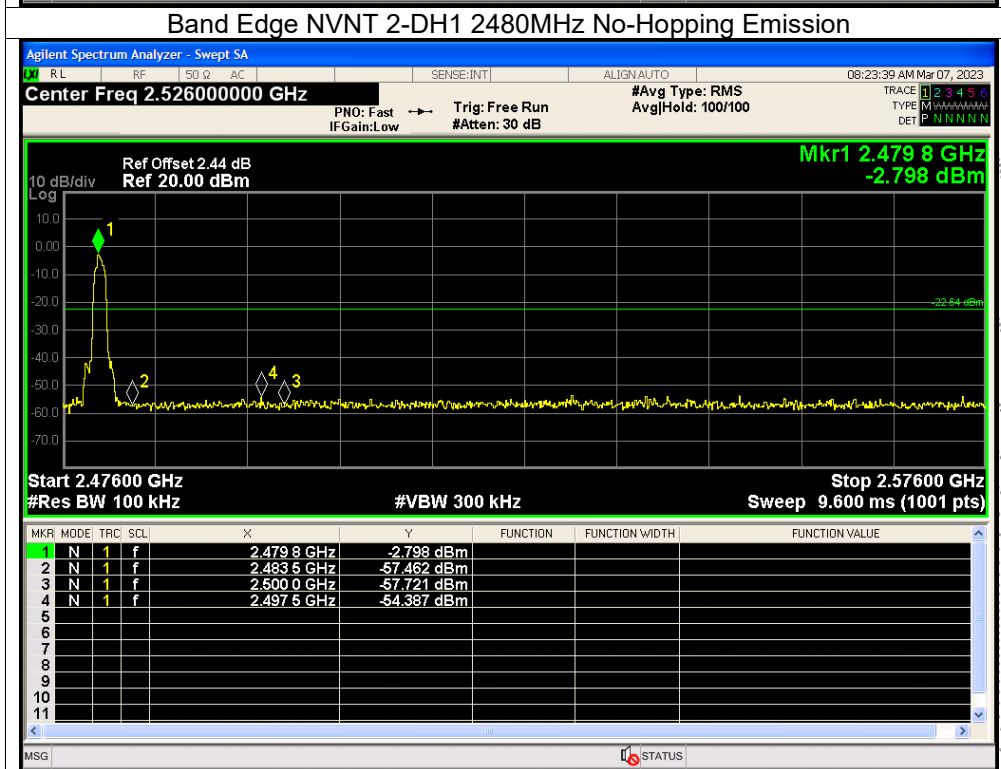 Band Edge NVNT 2-DH1 2480MHz No-Hopping Emission
Agilent Spectrum Analyzer - Swept SA
LXI RL RF 50 Ω AC SENSE:INT ALIGN AUTO 08:23:39 AM Mar 07, 2023
Center Freq 2.526000000 GHz #Avg Type: RMS TRACE 1 2 3 4 5 6
PNO: Fast Trig: Free Run Avg|Hold: 100/100 TYPE M WWWWW
IFGain:Low #Atten: 30 dB DET P N N N N N
Mkr1 2.479 8 GHz
-2.798 dBm
Ref Offset 2.44 dB
10 dB/div Ref 20.00 dBm
Log
10.0
1
0.00
-10.0
-20.0
-22.64 dBm
-30.0
-40.0
-50.0
2 4 3
-60.0
-70.0
Start 2.47600 GHz Stop 2.57600 GHz
#Res BW 100 kHz #VBW 300 kHz Sweep 9.600 ms (1001 pts)
MKR MODE TRC SCL X Y FUNCTION FUNCTION WIDTH FUNCTION VALUE
1 N 1 f 2.479 8 GHz -2.798 dBm
2 N 1 f 2.483 5 GHz -57.462 dBm
3 N 1 f 2.500 0 GHz -57.721 dBm
4 N 1 f 2.497 5 GHz -54.387 dBm
5
6
7
8
9
10
11
MSG STATUS